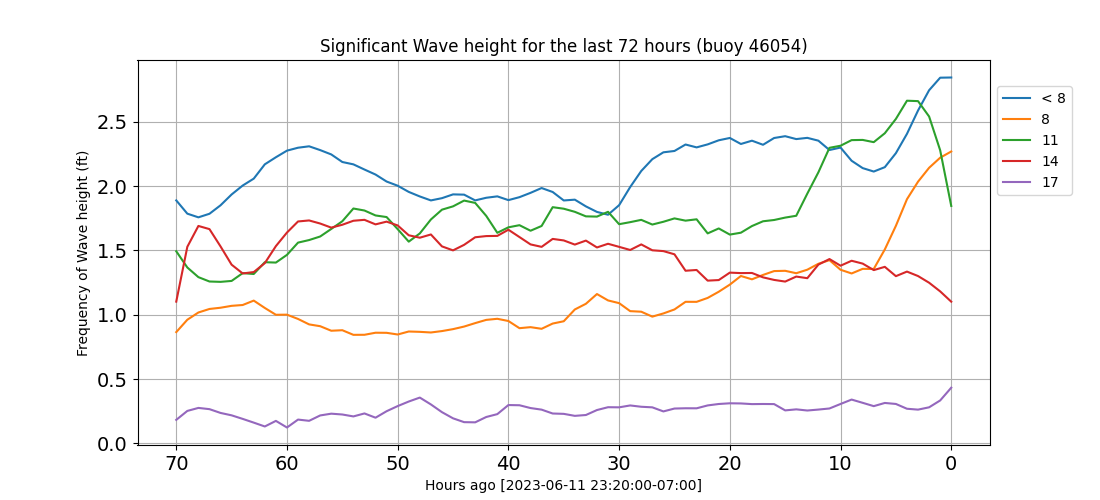 Significant Wave height for the last 72 hours (buoy 46054)
Frequency of Wave height (ft)
2.5
2.0
1.5
1.0
0.5
0.0
70 60 50 40 30 20 10 0
Hours ago [2023-06-11 23:20:00-07:00]
< 8
8
11
14
17